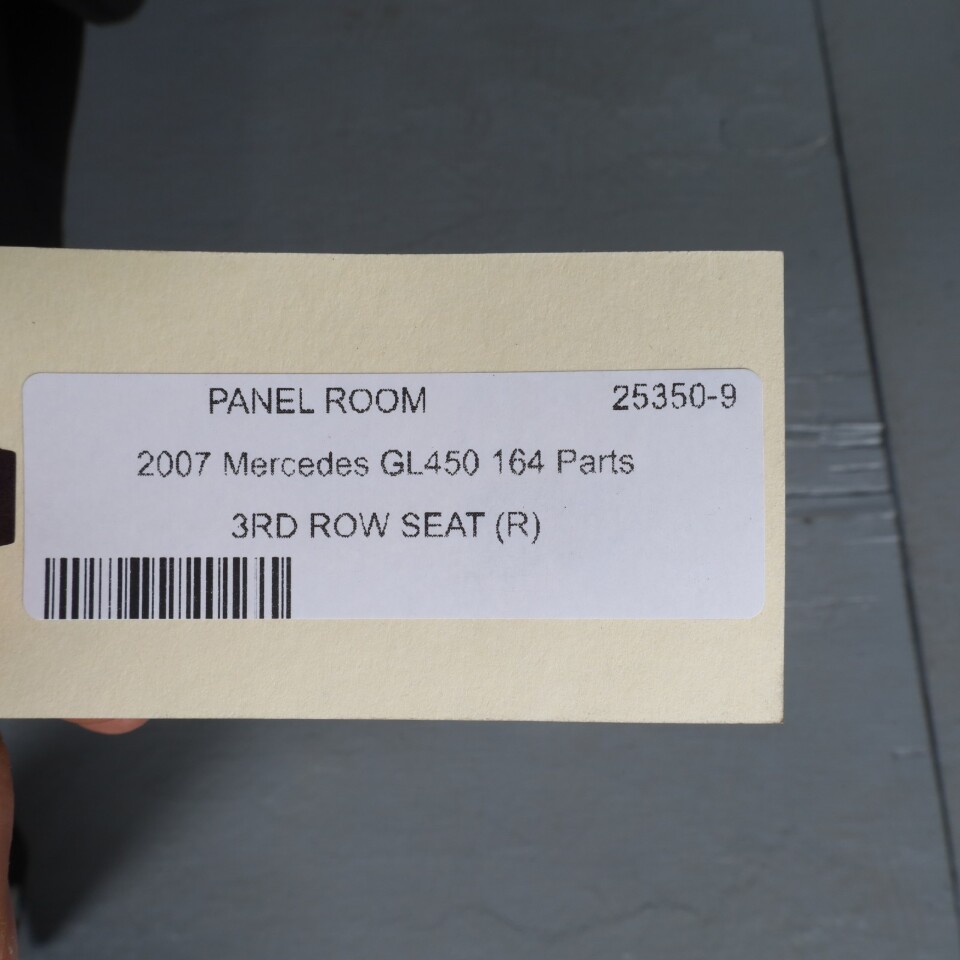 PANEL ROOM 25350-9
2007 Mercedes GL450 164 Parts
3RD ROW SEAT (R)